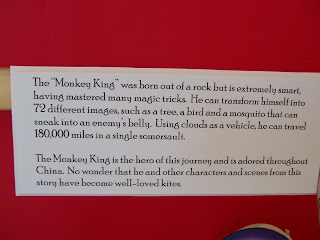 The "Monkey King" was born out of a rock but is extremely smart,
having mastered many magic tricks. He can transform himself into
72 different images, such as a tree, a bird and a mosquito that can
sneak into an enemy's belly. Using clouds as a vehicle, he can travel
180,000 miles in a single somersault.
The Monkey King is the hero of this journey and is adored throughout
China. No wonder that he and other characters and scenes from this
story have become well-loved kites.